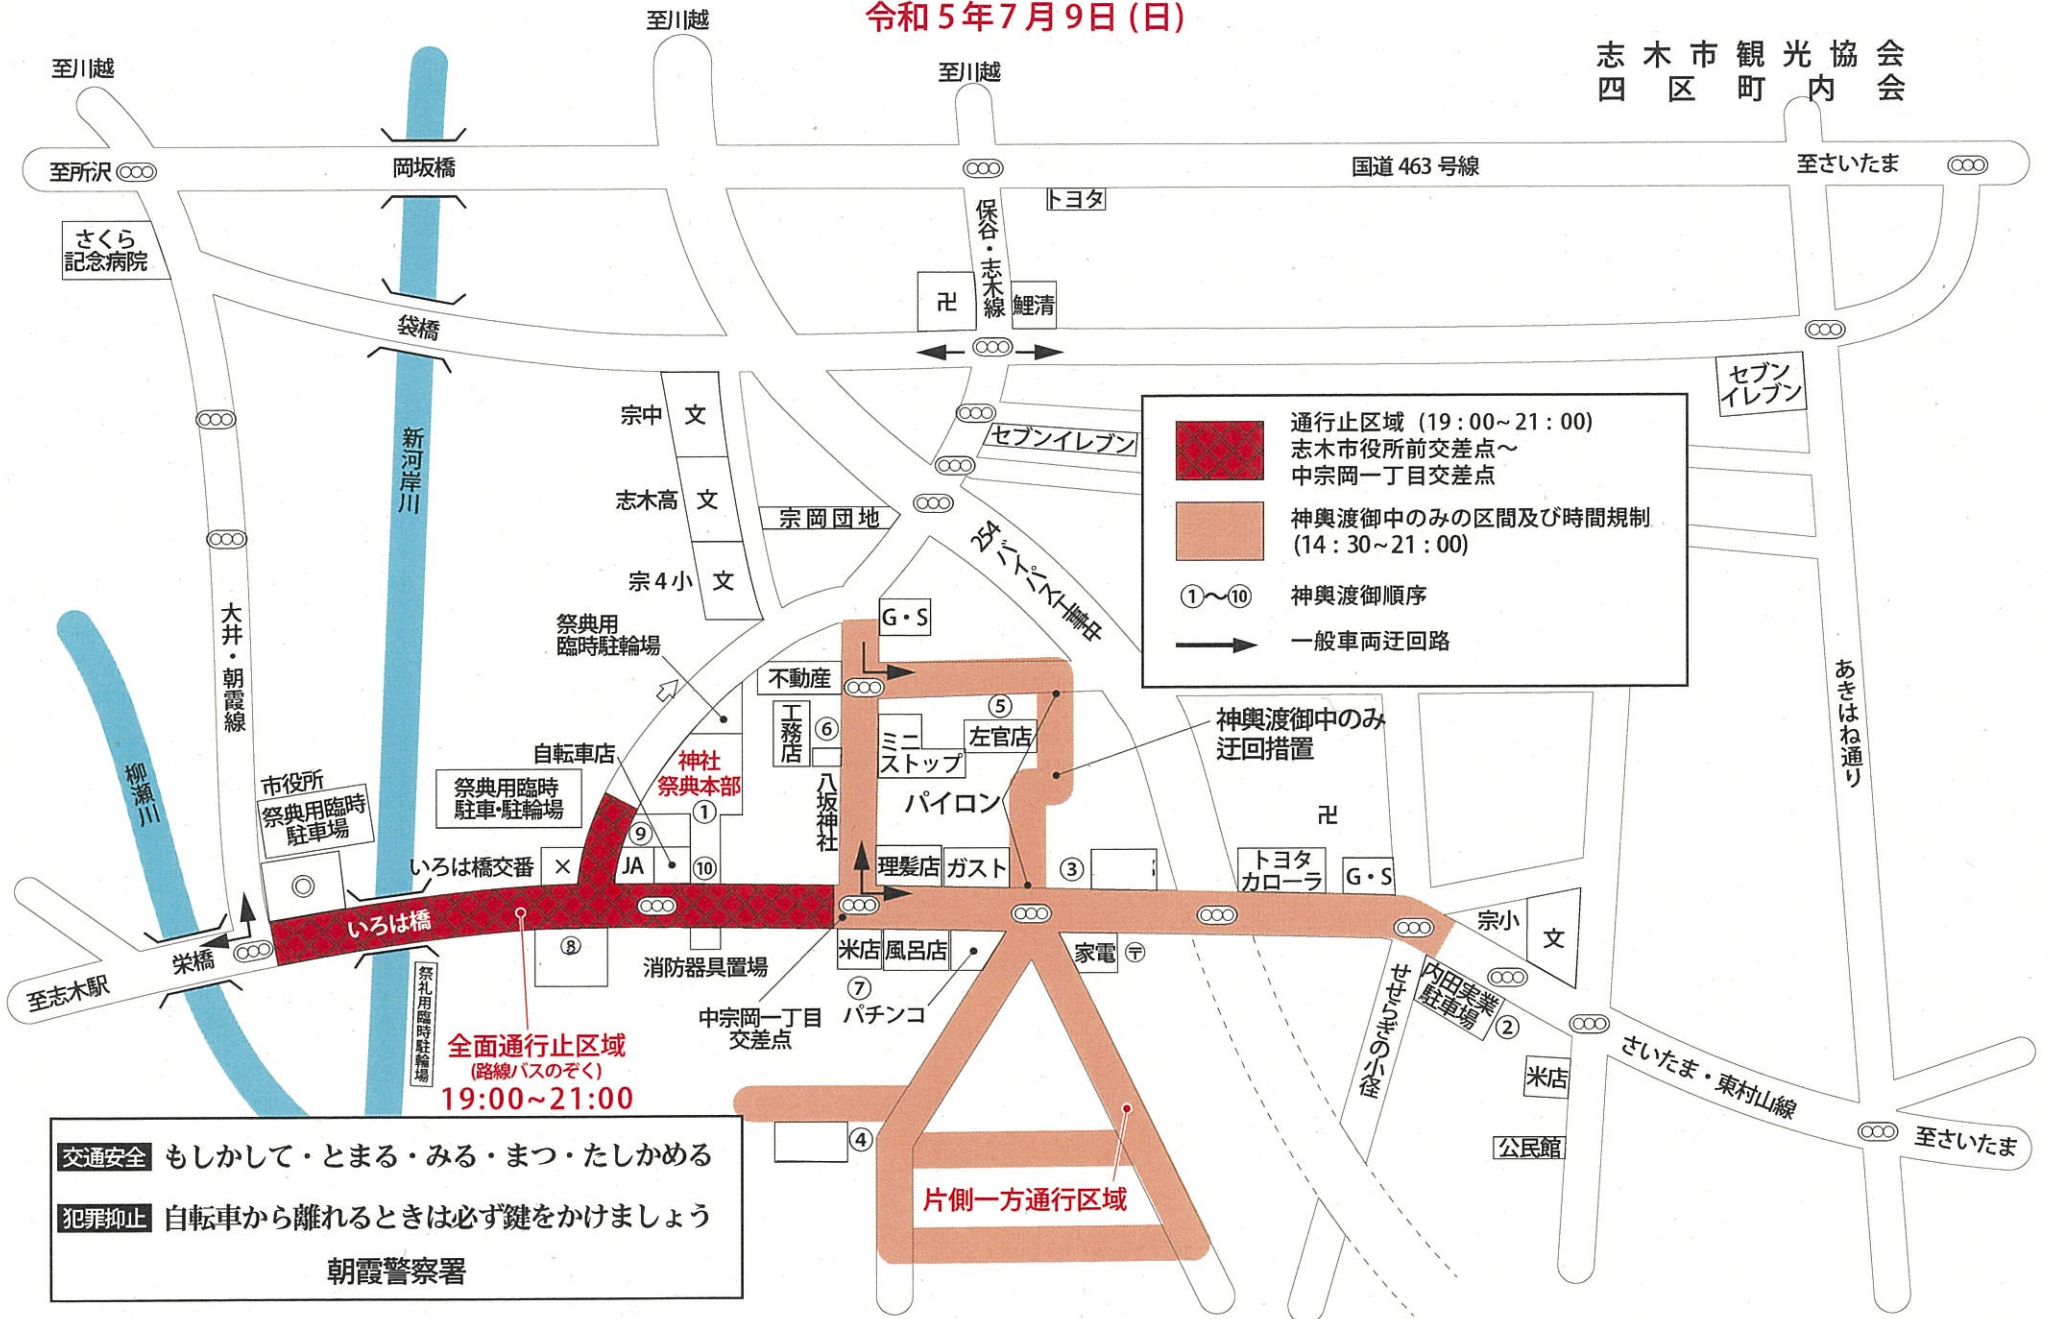 令和5年7月9日(日)
志木市観光協会
四区町内会
至川越
至川越
至川越
至所沢
岡坂橋
国道463号線
至さいたま
トヨタ
さくら
記念病院
保谷・志木線
卍
鯉清
袋橋
セブン
イレブン
宗中
文
セブンイレブン
新河岸川
志木高
文
宗岡団地
254バイパス工事中
宗4小
文
通行止区域 (19:00~21:00)
志木市役所前交差点～
中宗岡一丁目交差点
神輿渡御中のみの区間及び時間規制
(14:30~21:00)
①～⑩
神輿渡御順序
一般車両迂回路
大井・朝霞線
祭典用
臨時駐輪場
G・S
不動産
工務店
⑥
ミニ
ストップ
⑤
左官店
神輿渡御中のみ
迂回措置
あきはね通り
柳瀬川
自転車店
神社
祭典本部
①
八坂神社
パイロン
卍
市役所
祭典用臨時
駐車場
祭典用臨時
駐車・駐輪場
⑨
いろは橋交番
×
JA
⑩
理髪店
ガスト
③
トヨタ
カローラ
G・S
◎
いろは橋
宗小
文
栄橋
至志木駅
⑧
消防器具置場
米店
風呂店
家電
〒
⑦
パチンコ
中宗岡一丁目
交差点
せせらぎの小径
内田実業
駐車場
②
祭礼用臨時駐輪場
全面通行止区域
(路線バスのぞく)
19:00~21:00
米店
さいたま・東村山線
至さいたま
公民館
④
片側一方通行区域
交通安全
もしかして・とまる・みる・まつ・たしかめる
犯罪抑止
自転車から離れるときは必ず鍵をかけましょう
朝霞警察署